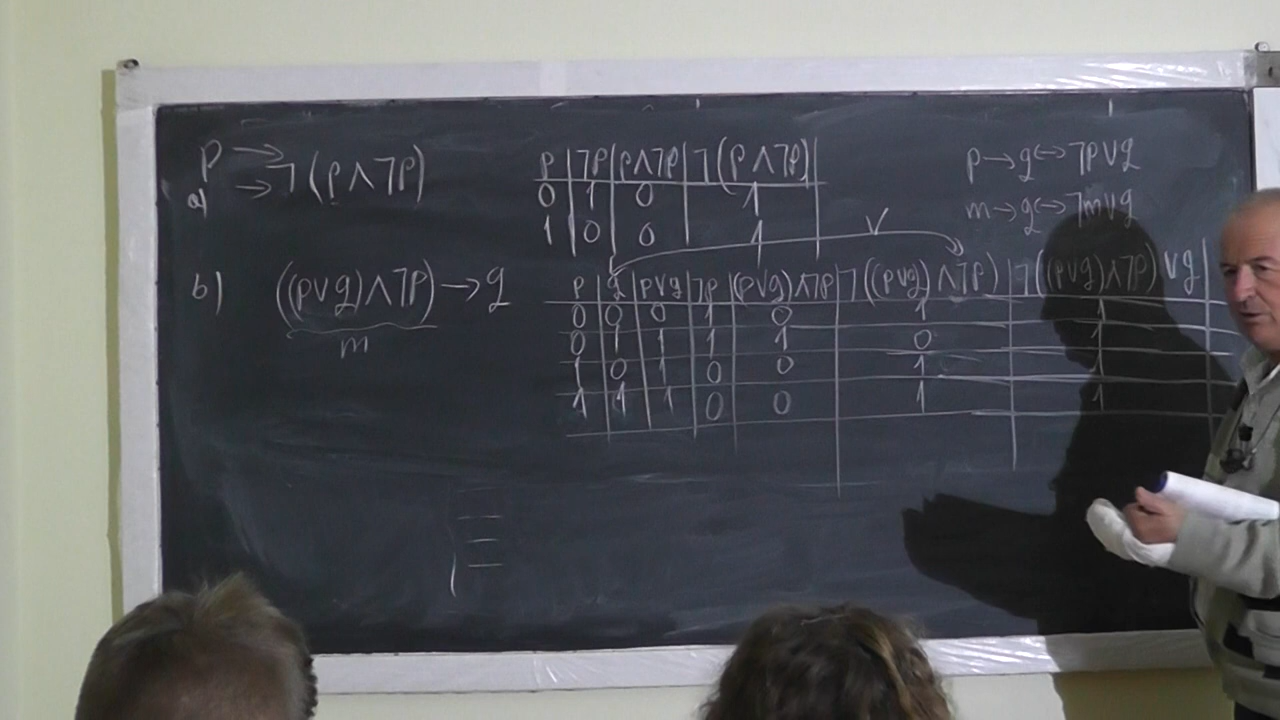 p → ¬(p∧¬p)
a) →
b) ((p∨g)∧¬p) → g
m
p | ¬p | p∧¬p | ¬(p∧¬p) |
0 | 1 | 0 | 1
1 | 0 | 0 | 1
∨
p→g↔¬p∨g
m→g↔¬m∨g
p | g | p∨g | ¬p | (p∨g)∧¬p | ¬((p∨g)∧¬p) | ¬((p∨g)∧¬p)∨g |
0 | 0 | 0 | 1 | 0 | 1 | 1
0 | 1 | 1 | 1 | 1 | 0 | 1
1 | 0 | 1 | 0 | 0 | 1 | 1
1 | 1 | 1 | 0 | 0 | 1 | 1